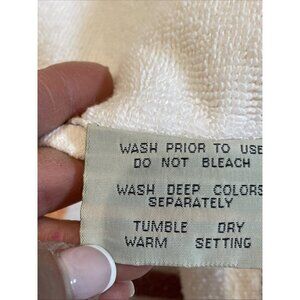 WASH PRIOR TO USE
DO NOT BLEACH
WASH DEEP COLORS
SEPARATELY
TUMBLE DRY
WARM SETTING